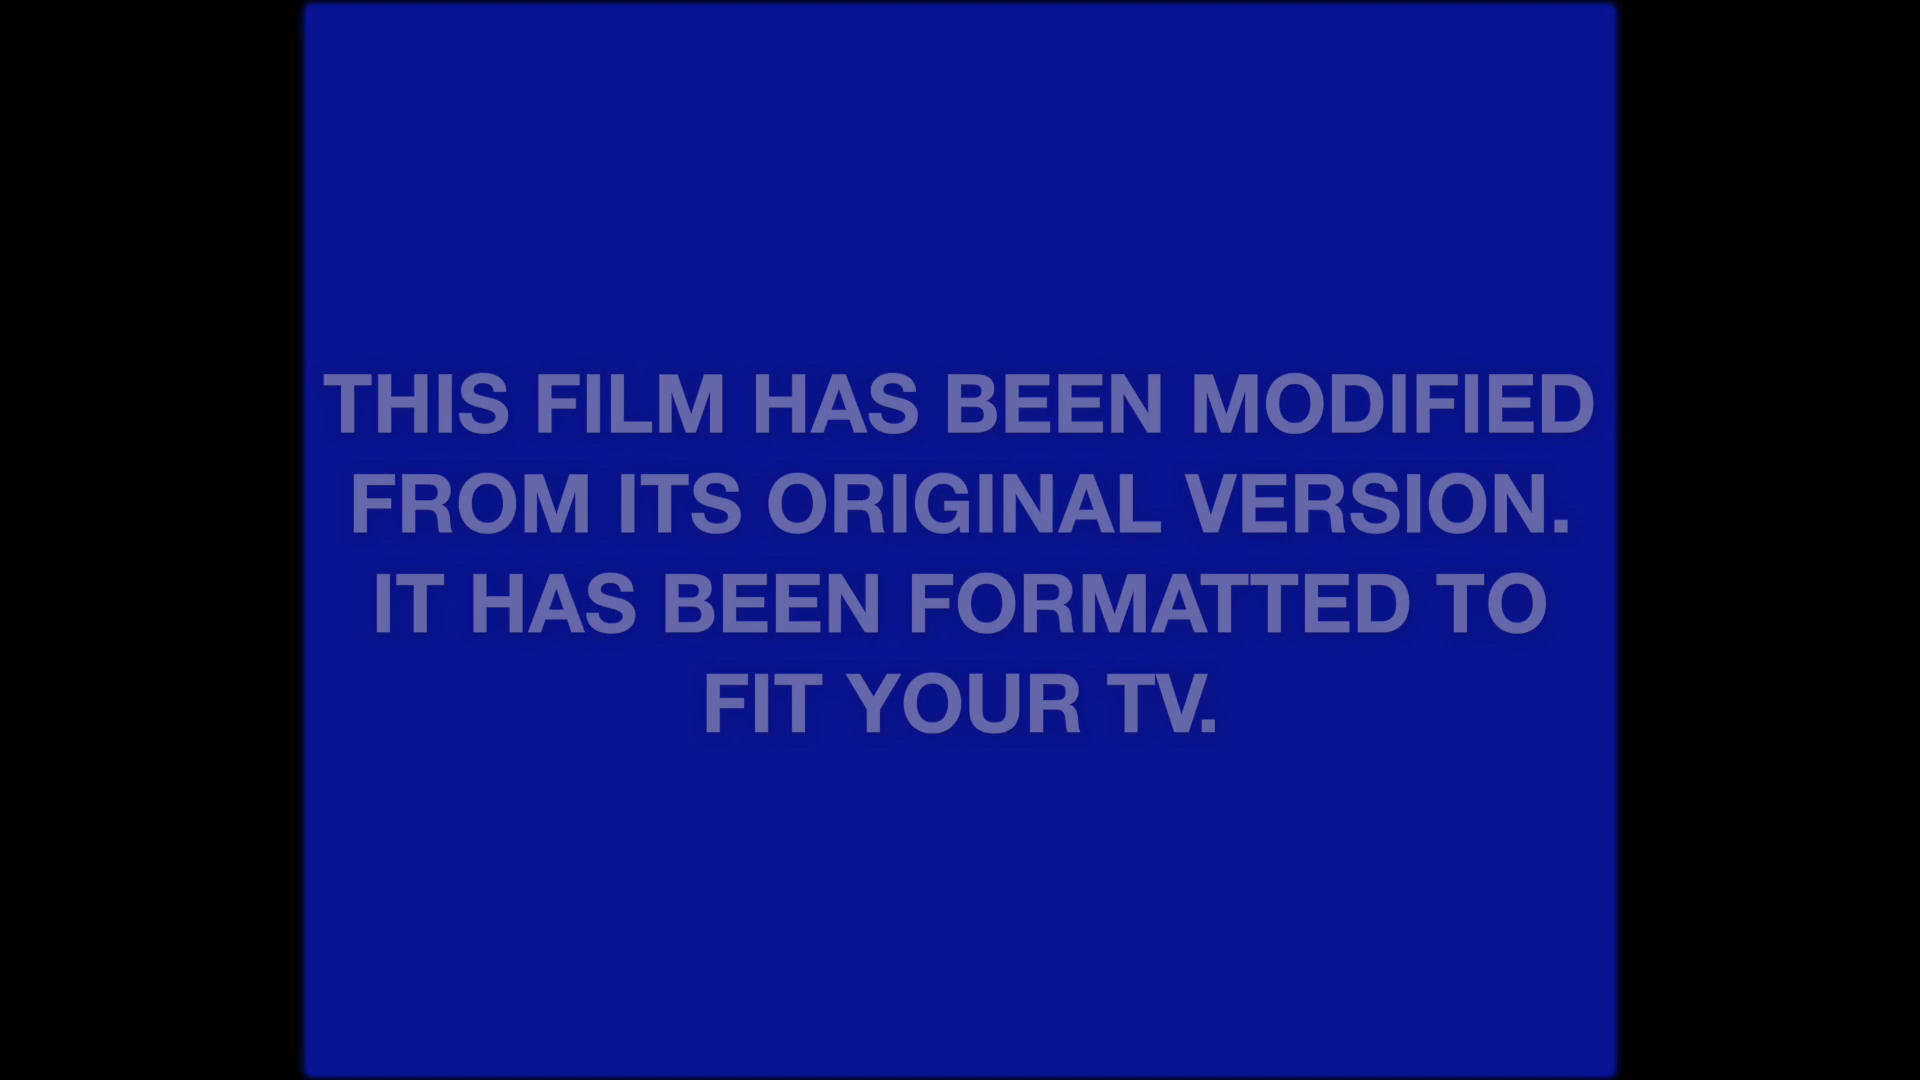 THIS FILM HAS BEEN MODIFIED
FROM ITS ORIGINAL VERSION.
IT HAS BEEN FORMATTED TO
FIT YOUR TV.